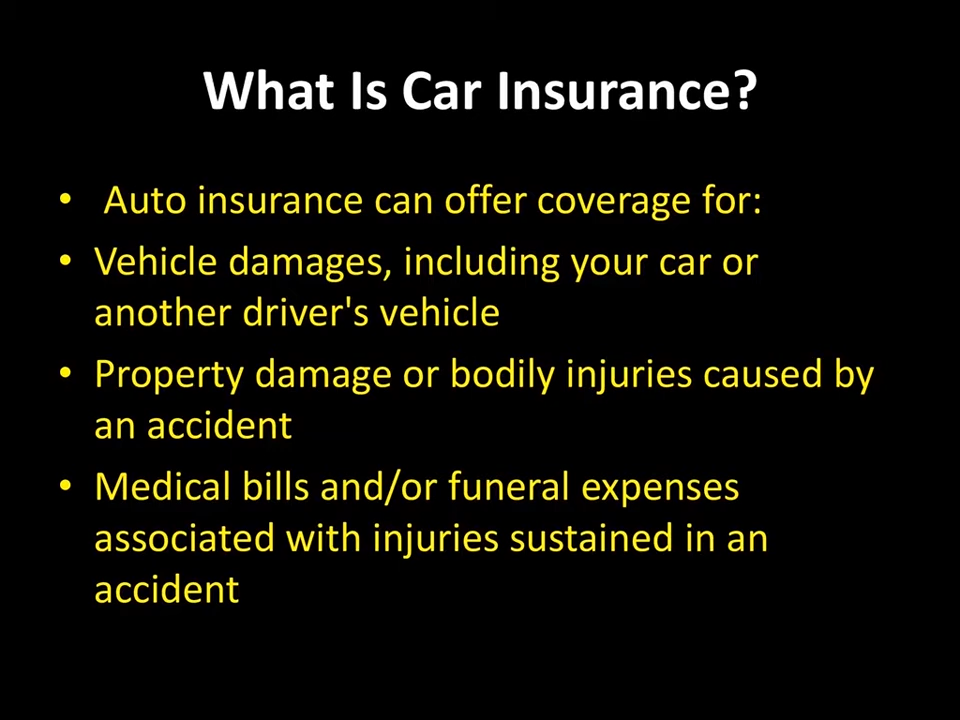 What Is Car Insurance?
• Auto insurance can offer coverage for:
• Vehicle damages, including your car or
another driver's vehicle
• Property damage or bodily injuries caused by
an accident
• Medical bills and/or funeral expenses
associated with injuries sustained in an
accident